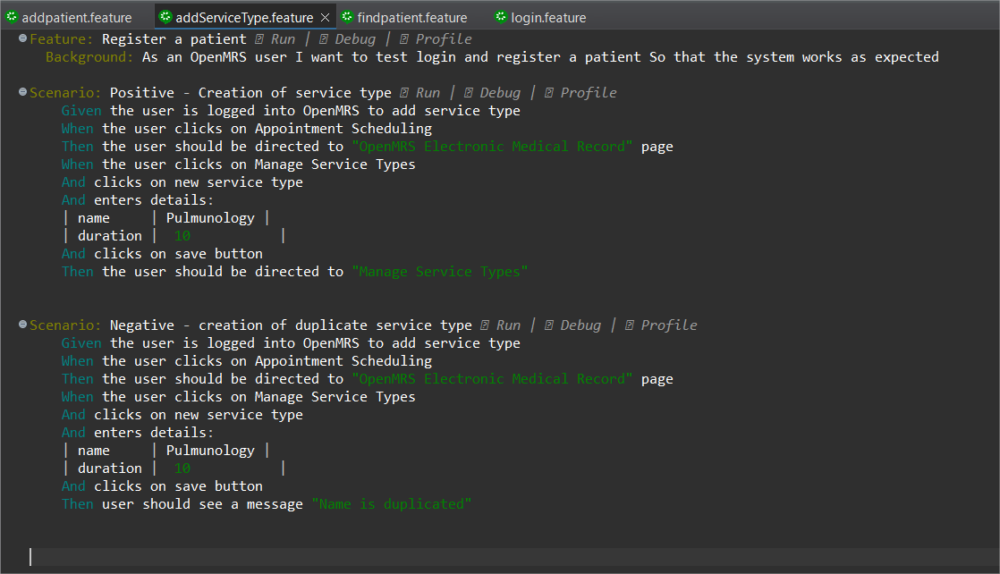 addpatient.feature addServiceType.feature findpatient.feature login.feature
Feature: Register a patient Run | Debug | Profile
Background: As an OpenMRS user I want to test login and register a patient So that the system works as expected
Scenario: Positive - Creation of service type Run | Debug | Profile
Given the user is logged into OpenMRS to add service type
When the user clicks on Appointment Scheduling
Then the user should be directed to "OpenMRS Electronic Medical Record" page
When the user clicks on Manage Service Types
And clicks on new service type
And enters details:
| name | Pulmunology |
| duration | 10 |
And clicks on save button
Then the user should be directed to "Manage Service Types"
Scenario: Negative - creation of duplicate service type Run | Debug | Profile
Given the user is logged into OpenMRS to add service type
When the user clicks on Appointment Scheduling
Then the user should be directed to "OpenMRS Electronic Medical Record" page
When the user clicks on Manage Service Types
And clicks on new service type
And enters details:
| name | Pulmunology |
| duration | 10 |
And clicks on save button
Then user should see a message "Name is duplicated"